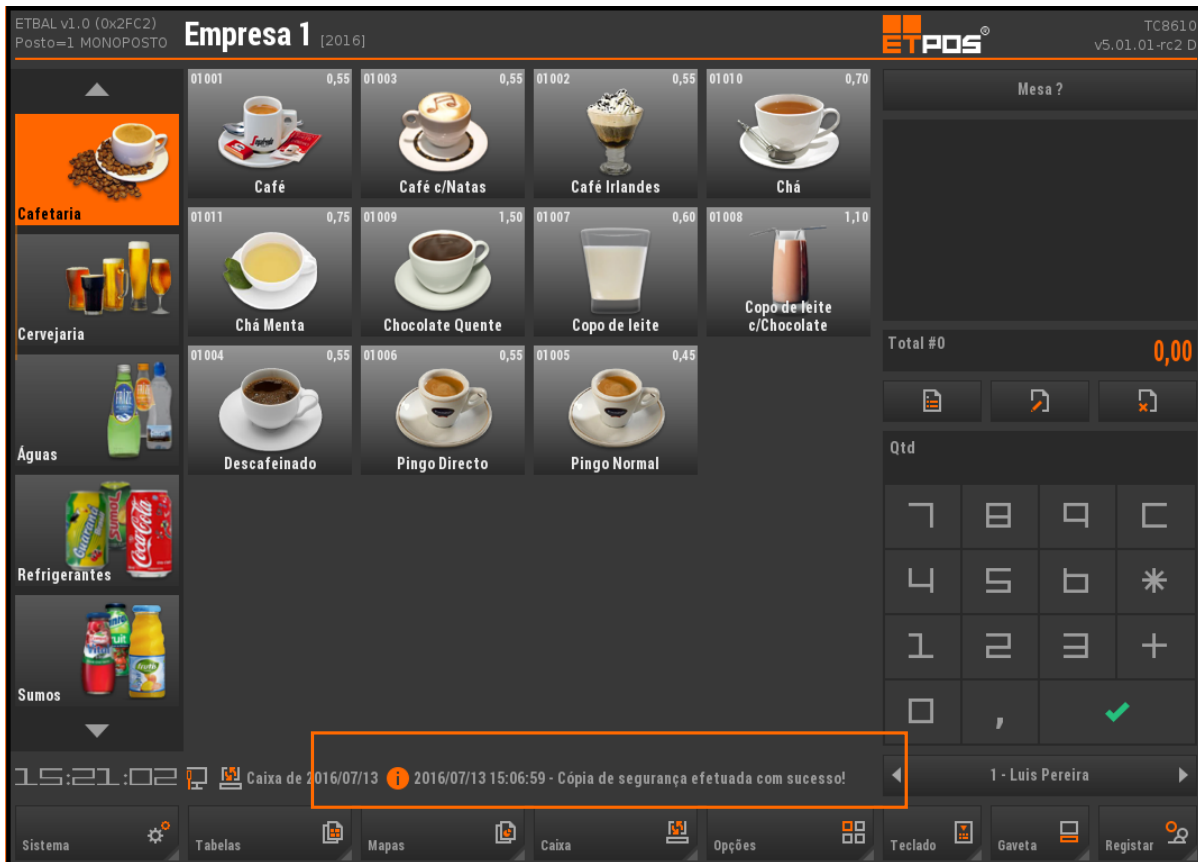 ETBAL v1.0 (0x2FC2)
Posto=1 MONOPOSTO
Empresa 1 [2016]
ETPOS®
TC8610
v5.01.01-rc2 D
Cafetaria
Cervejaria
Águas
Refrigerantes
Sumos
01001 0,55
Café
01003 0,55
Café c/Natas
01002 0,55
Café Irlandes
01010 0,70
Chá
01011 0,75
Chá Menta
01009 1,50
Chocolate Quente
01007 0,60
Copo de leite
01008 1,10
Copo de leite
c/Chocolate
01004 0,55
Descafeinado
01006 0,55
Pingo Directo
01005 0,45
Pingo Normal
Mesa ?
Total #0 0,00
Qtd
7 8 9 C
4 5 6 *
1 2 3 +
0 ,
15:21:02 Caixa de 2016/07/13 2016/07/13 15:06:59 - Cópia de segurança efetuada com sucesso!
1 - Luis Pereira
Sistema Tabelas Mapas Caixa Opções Teclado Gaveta Registar